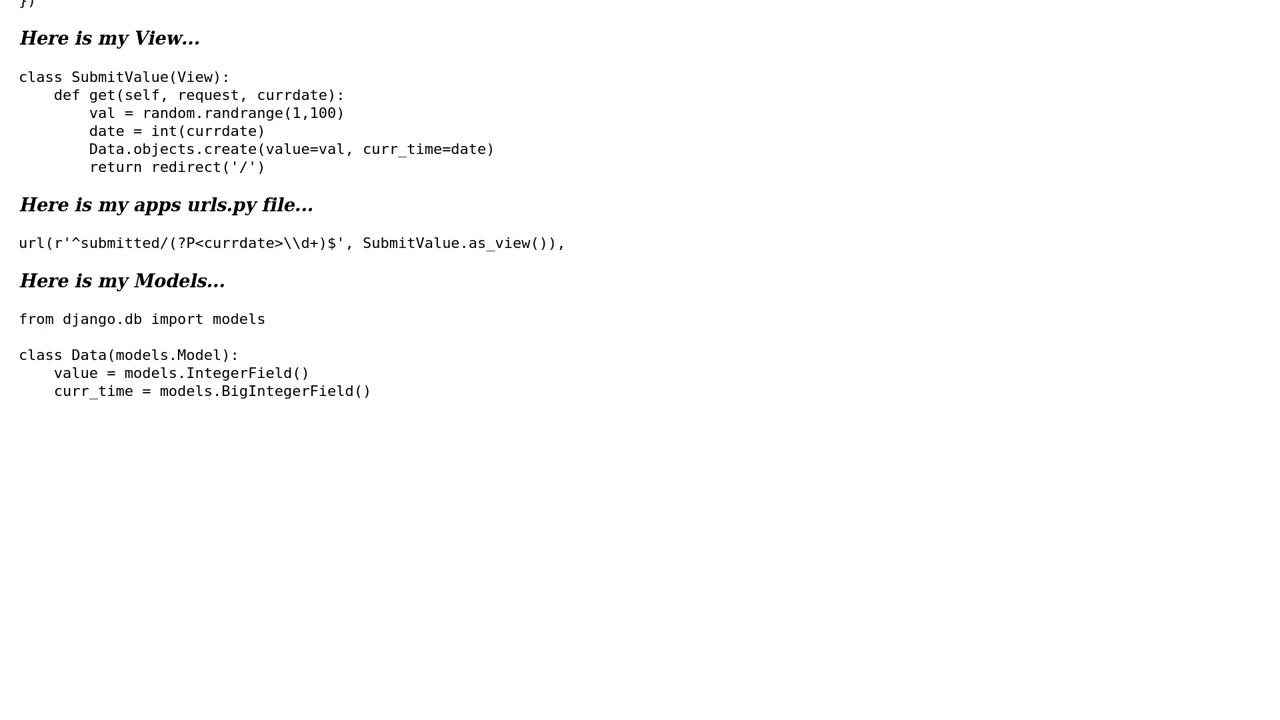 })
Here is my View...
class SubmitValue(View):
    def get(self, request, currdate):
        val = random.randrange(1,100)
        date = int(currdate)
        Data.objects.create(value=val, curr_time=date)
        return redirect('/')
Here is my apps urls.py file...
url(r'^submitted/(?P<currdate>\\d+)$', SubmitValue.as_view()),
Here is my Models...
from django.db import models
class Data(models.Model):
    value = models.IntegerField()
    curr_time = models.BigIntegerField()